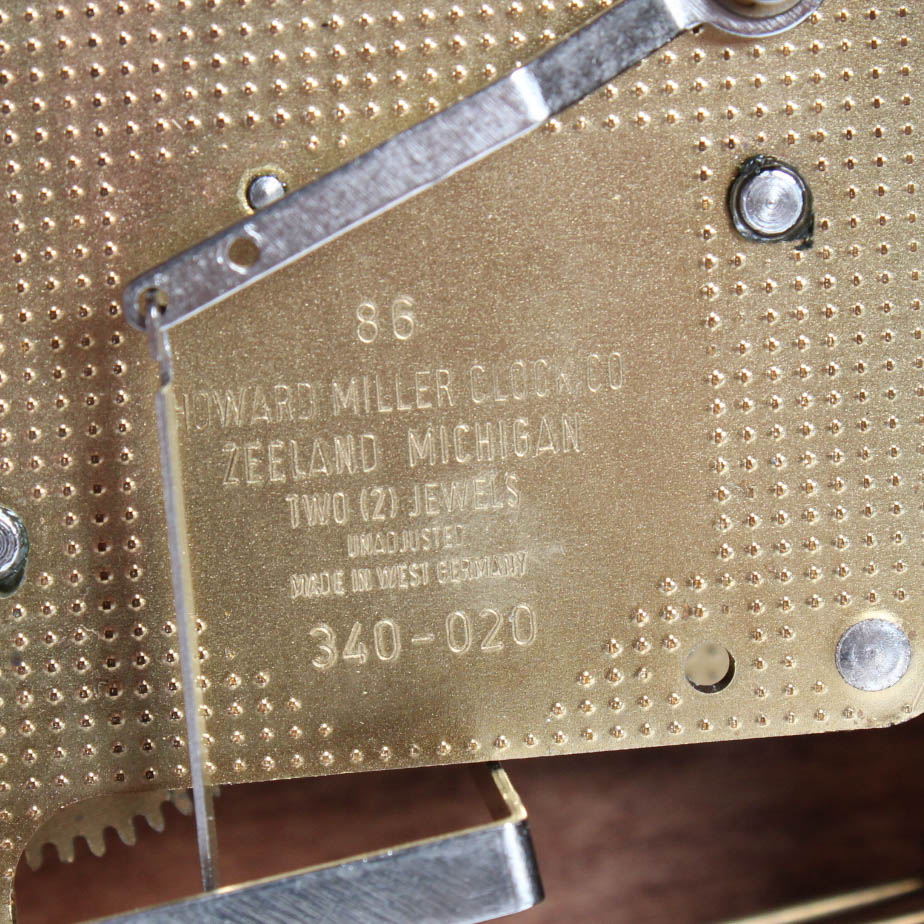 86
HOWARD MILLER CLOCK CO
ZEELAND MICHIGAN
TWO (2) JEWELS
UNADJUSTED
MADE IN WEST GERMANY
340-020